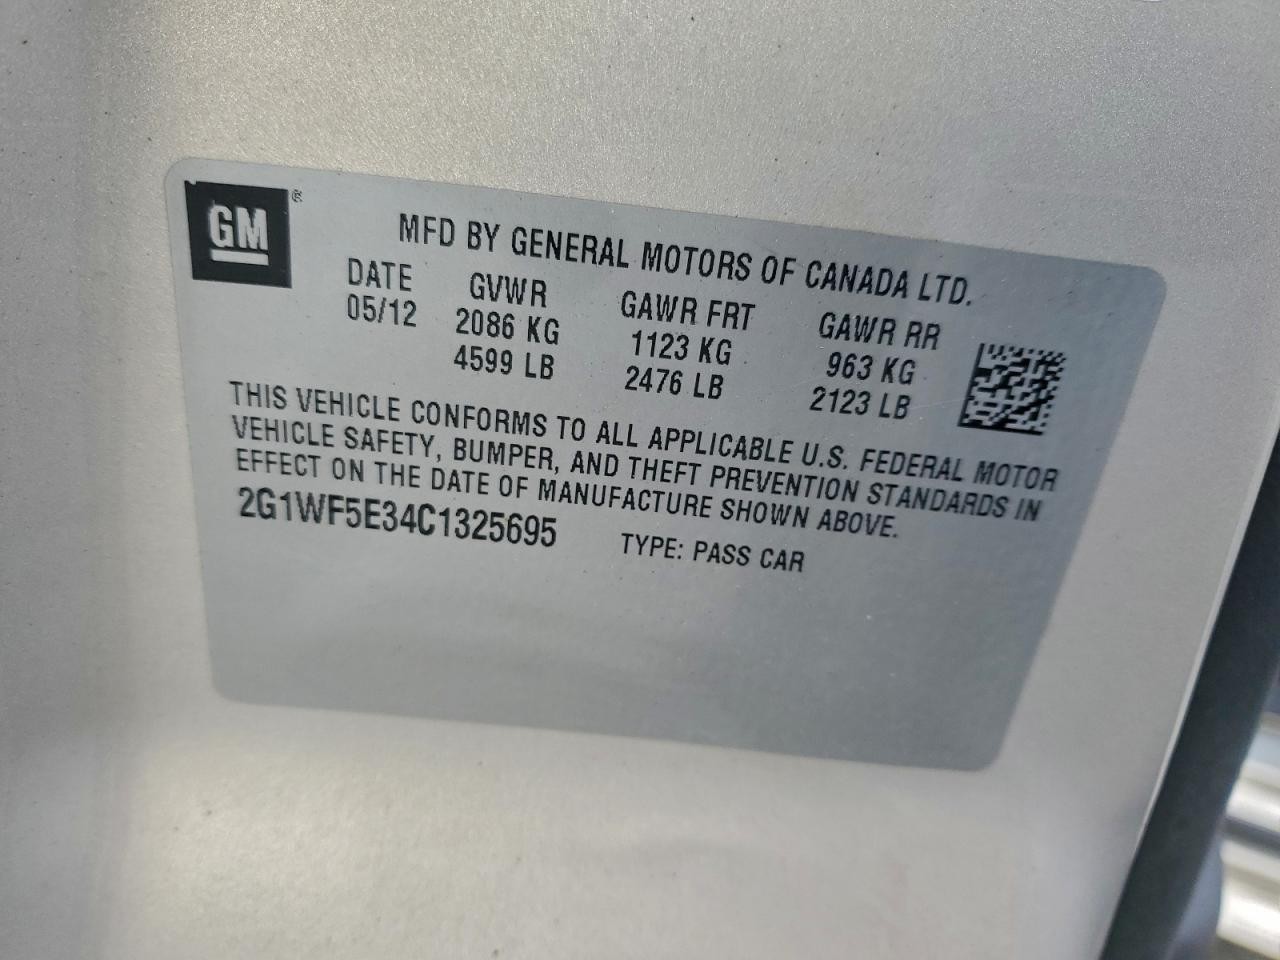 GM ®
MFD BY GENERAL MOTORS OF CANADA LTD.
DATE GVWR GAWR FRT GAWR RR
05/12 2086 KG 1123 KG 963 KG
4599 LB 2476 LB 2123 LB
THIS VEHICLE CONFORMS TO ALL APPLICABLE U.S. FEDERAL MOTOR
VEHICLE SAFETY, BUMPER, AND THEFT PREVENTION STANDARDS IN
EFFECT ON THE DATE OF MANUFACTURE SHOWN ABOVE.
2G1WF5E34C1325695 TYPE: PASS CAR